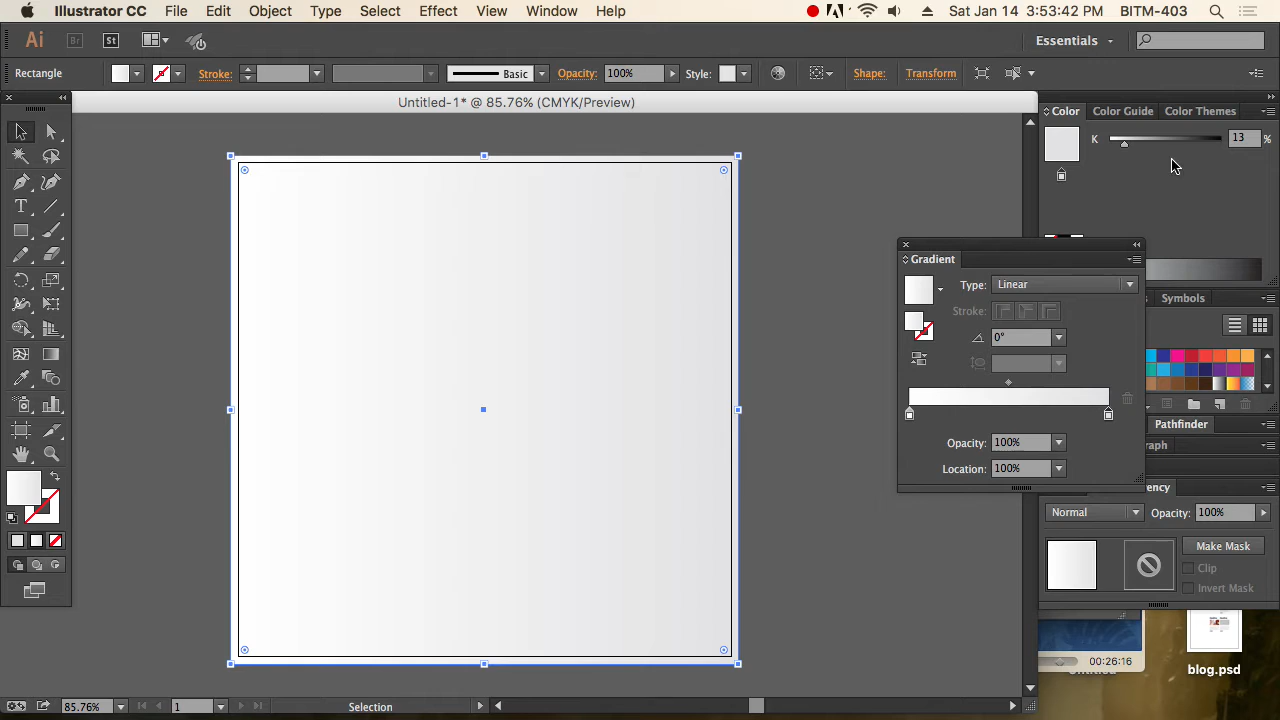 Illustrator CC File Edit Object Type Select Effect View Window Help Sat Jan 14 3:53:42 PM BITM-403
Ai Br St Essentials
Rectangle Stroke: Basic Opacity: 100% Style: Shape: Transform
Untitled-1* @ 85.76% (CMYK/Preview)
Color Color Guide Color Themes
K 13 %
Gradient
Type: Linear
Stroke:
0°
Opacity: 100%
Location: 100%
Symbols
Pathfinder
Normal Opacity: 100%
Make Mask
Clip
Invert Mask
00:26:16
blog.psd
85.76% 1 Selection